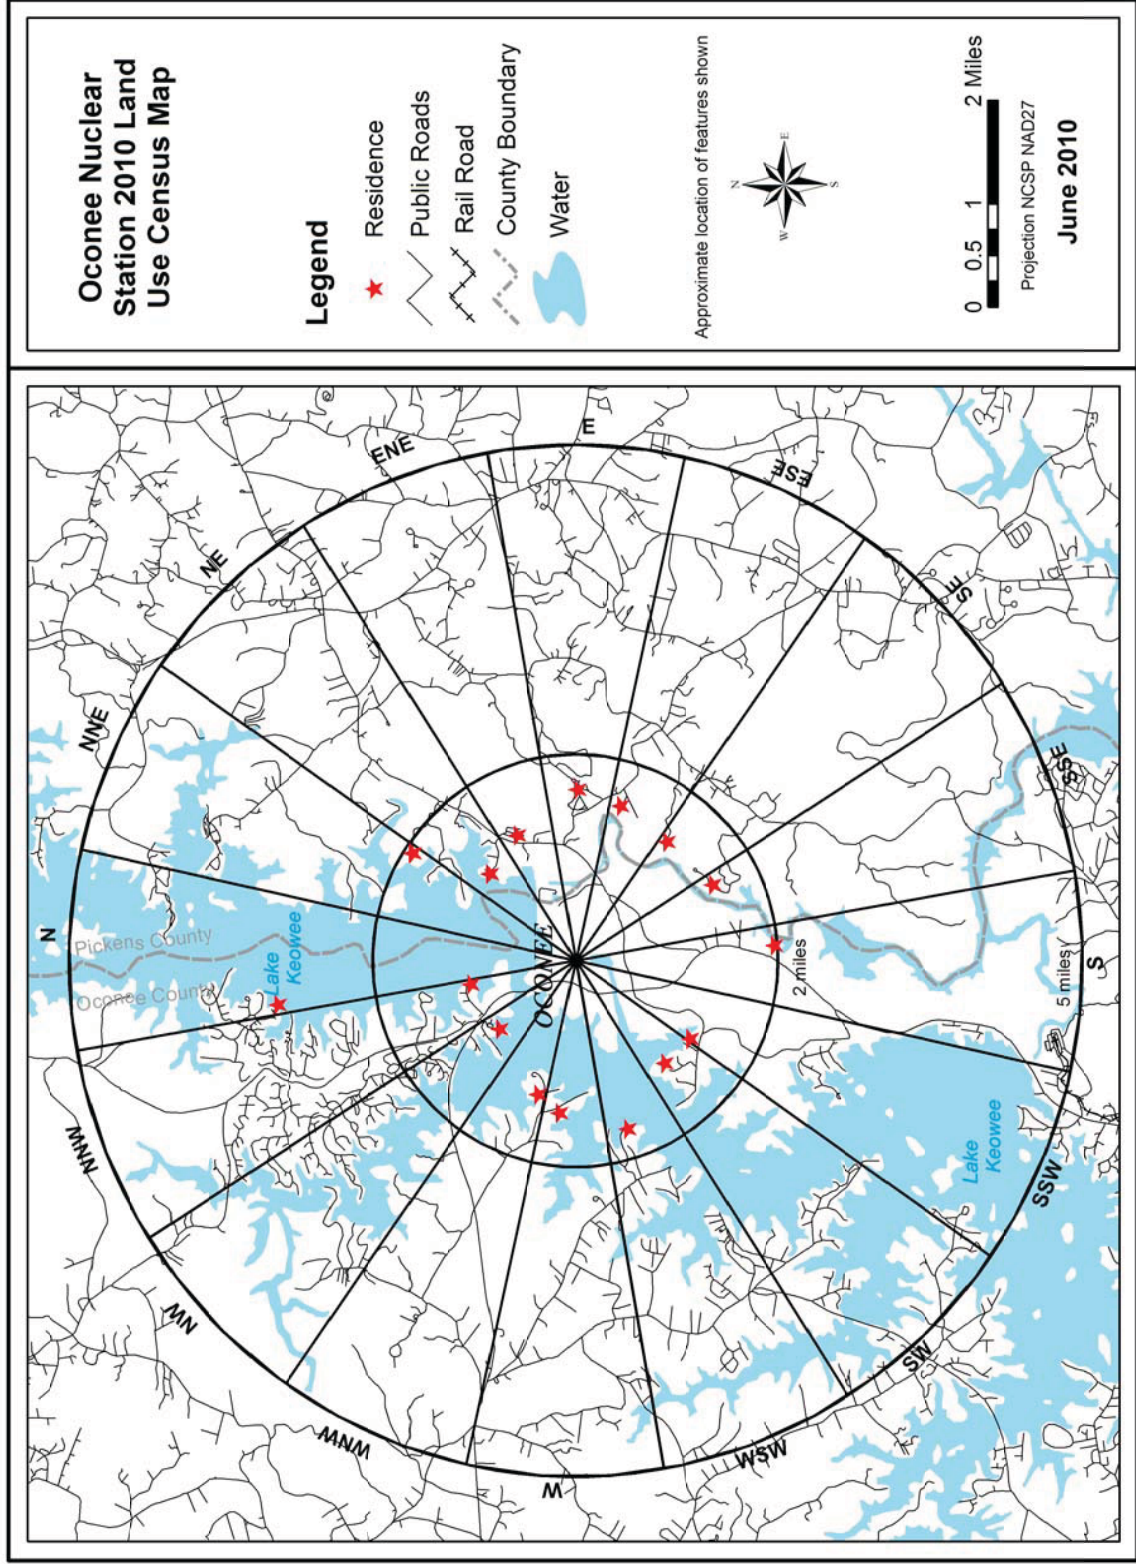 Oconee Nuclear
Station 2010 Land
Use Census Map
Legend
Residence
Public Roads
Rail Road
County Boundary
Water
Approximate location of features shown
N
E
S
W
0 0.5 1 2 Miles
Projection NCSP NAD27
June 2010
N
NNE
NE
ENE
E
ESE
SE
SSE
S
SSW
SW
WSW
W
WNW
NW
NNW
Pickens County
Oconee County
Lake
Keowee
OCONEE
2 miles
5 miles
Lake
Keowee